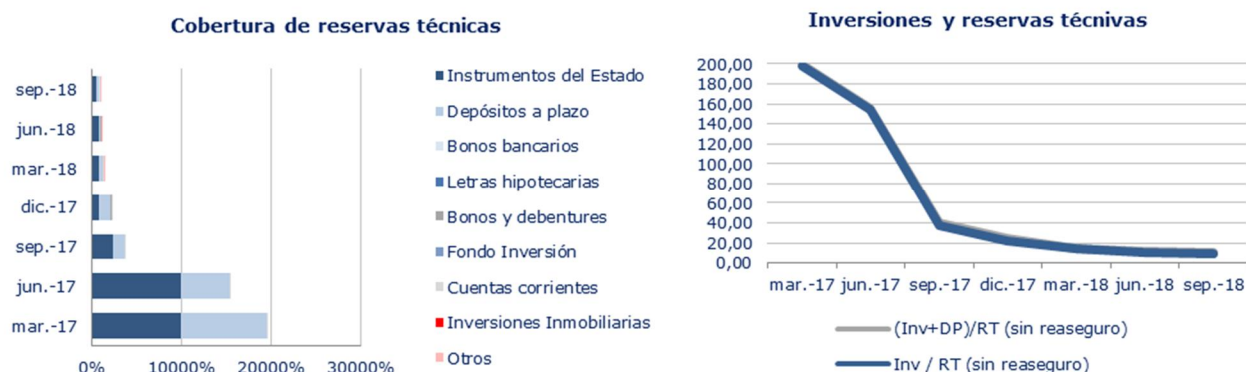 Cobertura de reservas técnicas
sep.-18
jun.-18
mar.-18
dic.-17
sep.-17
jun.-17
mar.-17
0%
10000%
20000%
30000%
Instrumentos del Estado
Depósitos a plazo
Bonos bancarios
Letras hipotecarias
Bonos y debentures
Fondo Inversión
Cuentas corrientes
Inversiones Inmobiliarias
Otros
Inversiones y reservas técnivas
200,00
180,00
160,00
140,00
120,00
100,00
80,00
60,00
40,00
20,00
0,00
mar.-17 jun.-17 sep.-17 dic.-17 mar.-18 jun.-18 sep.-18
(Inv+DP)/RT (sin reaseguro)
Inv / RT (sin reaseguro)